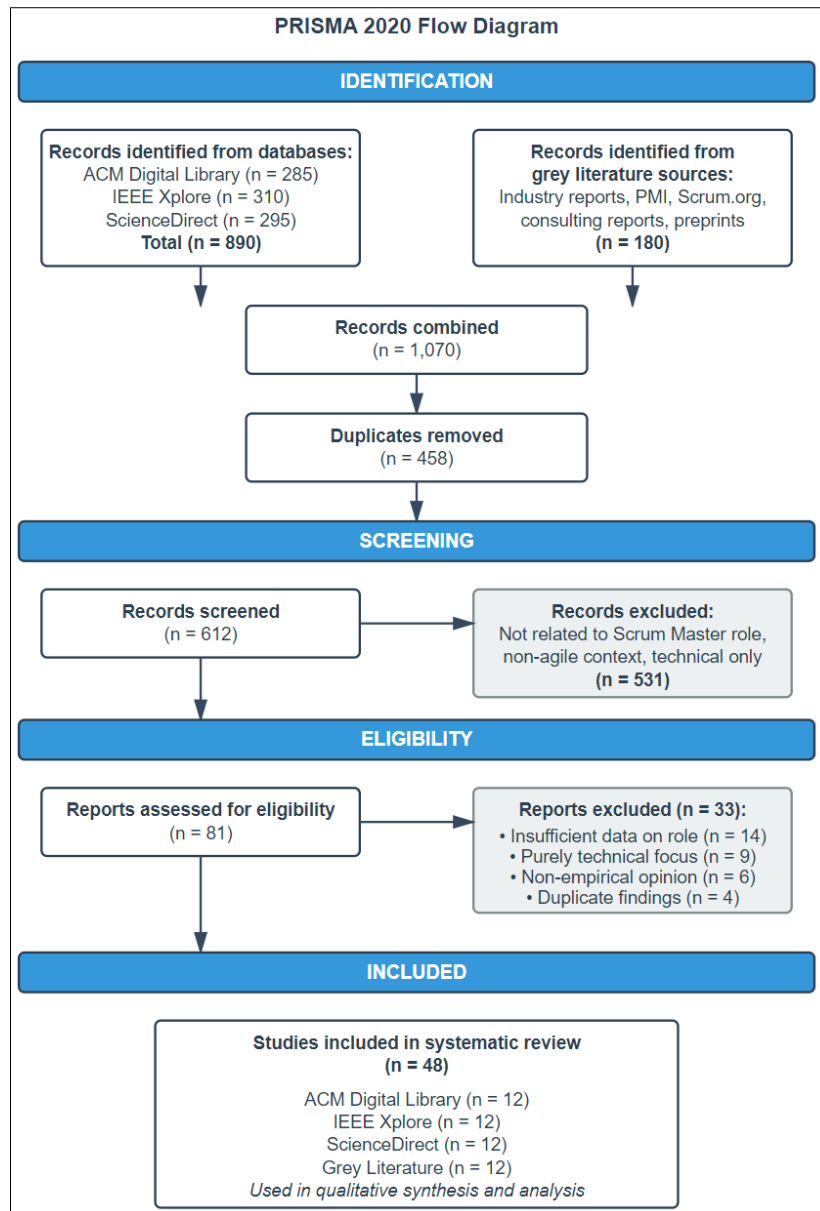 PRISMA 2020 Flow Diagram
IDENTIFICATION
Records identified from databases:
ACM Digital Library (n = 285)
IEEE Xplore (n = 310)
ScienceDirect (n = 295)
Total (n = 890)
Records identified from
grey literature sources:
Industry reports, PMI, Scrum.org,
consulting reports, preprints
(n = 180)
Records combined
(n = 1,070)
Duplicates removed
(n = 458)
SCREENING
Records screened
(n = 612)
Records excluded:
Not related to Scrum Master role,
non-agile context, technical only
(n = 531)
ELIGIBILITY
Reports assessed for eligibility
(n = 81)
Reports excluded (n = 33):
• Insufficient data on role (n = 14)
• Purely technical focus (n = 9)
• Non-empirical opinion (n = 6)
• Duplicate findings (n = 4)
INCLUDED
Studies included in systematic review
(n = 48)
ACM Digital Library (n = 12)
IEEE Xplore (n = 12)
ScienceDirect (n = 12)
Grey Literature (n = 12)
Used in qualitative synthesis and analysis